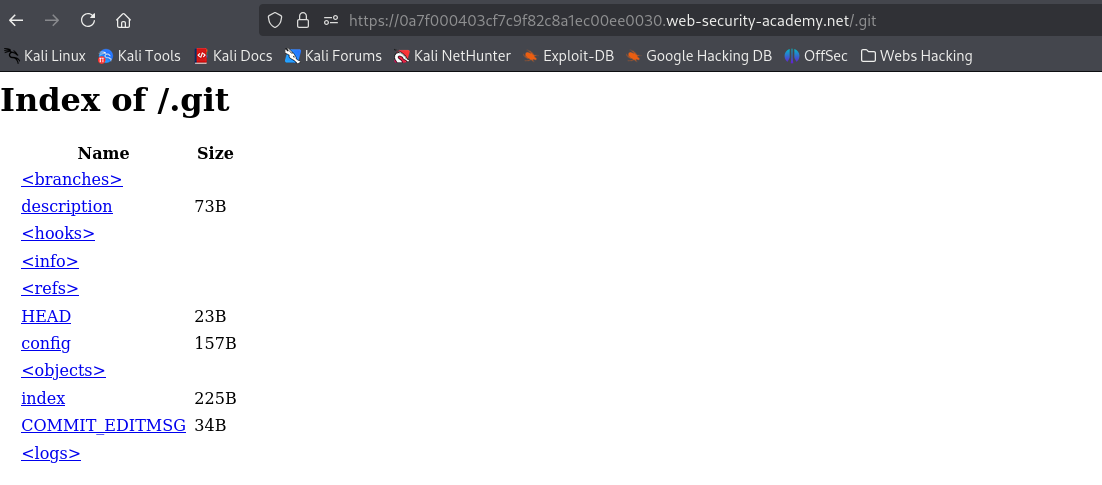 https://0a7f000403cf7c9f82c8a1ec00ee0030.web-security-academy.net/.git
Kali Linux Kali Tools Kali Docs Kali Forums Kali NetHunter Exploit-DB Google Hacking DB OffSec Webs Hacking
Index of /.git
Name Size
<branches>
description 73B
<hooks>
<info>
<refs>
HEAD 23B
config 157B
<objects>
index 225B
COMMIT_EDITMSG 34B
<logs>